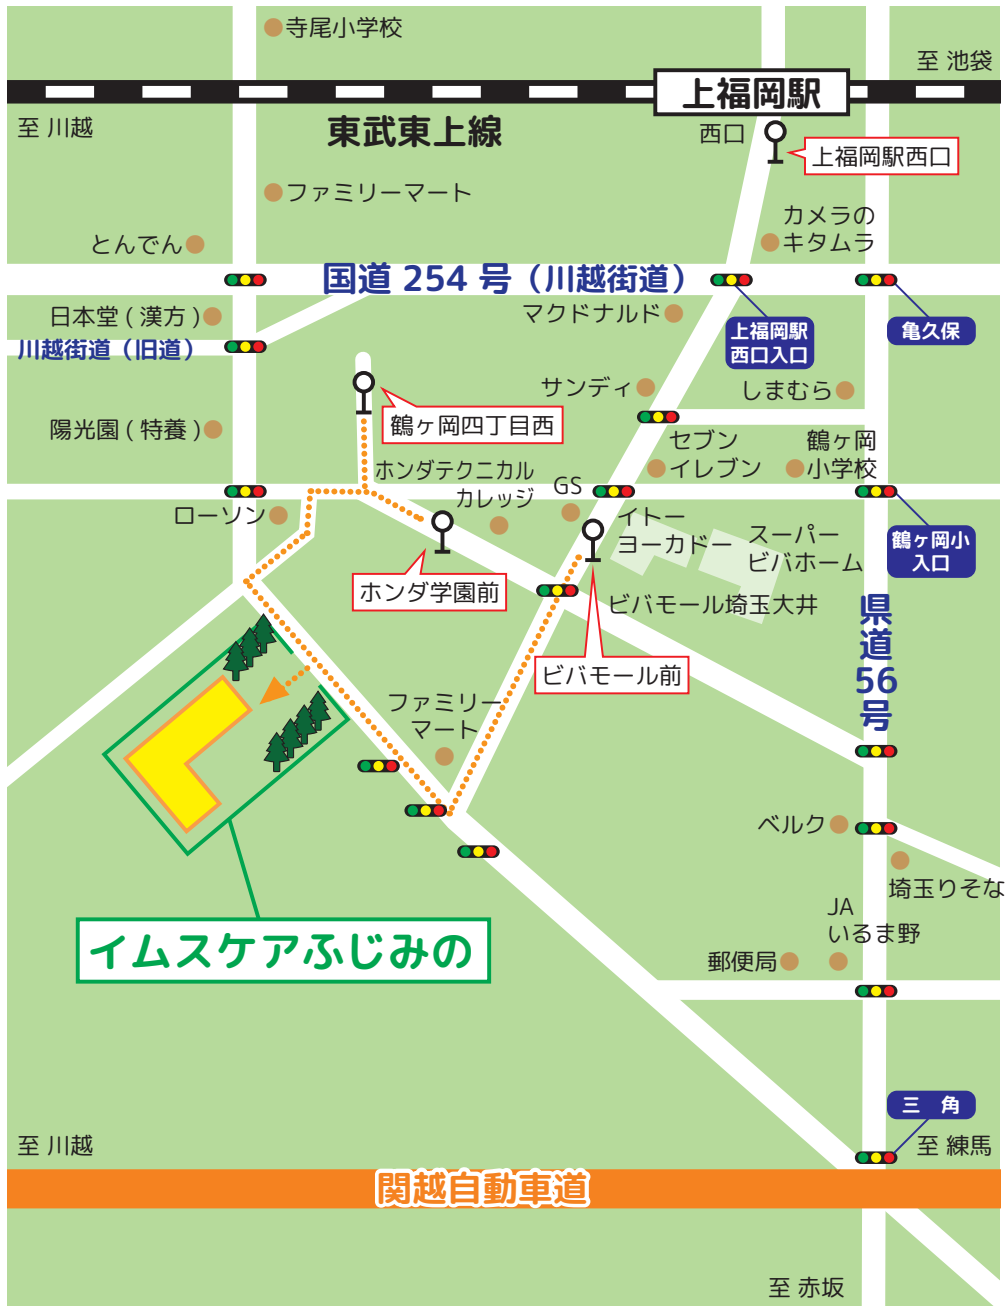 寺尾小学校
至 池袋
上福岡駅
至 川越
東武東上線
西口
上福岡駅西口
ファミリーマート
カメラの
キタムラ
とんでん
国道 254 号（川越街道）
日本堂 ( 漢方 )
マクドナルド
上福岡駅
西口入口
亀久保
川越街道（旧道）
サンディ
しまむら
鶴ヶ岡四丁目西
陽光園 ( 特養 )
セブン
イレブン
鶴ヶ岡
小学校
ホンダテクニカル
カレッジ
GS
ローソン
イトー
ヨーカドー
スーパー
ビバホーム
鶴ヶ岡小
入口
ホンダ学園前
ビバモール埼玉大井
県道56号
ビバモール前
ファミリー
マート
ベルク
埼玉りそな
JA
いるま野
イムスケアふじみの
郵便局
三　角
至 川越
至 練馬
関越自動車道
至 赤坂